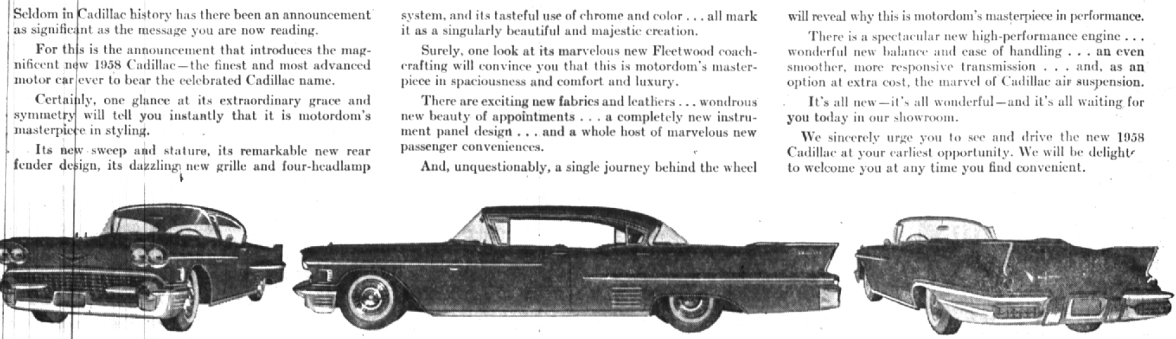 Seldom in Cadillac history has there been an announcement
as significant as the message you are now reading.
For this is the announcement that introduces the mag-
nificent new 1958 Cadillac—the finest and most advanced
motor car ever to bear the celebrated Cadillac name.
Certainly, one glance at its extraordinary grace and
symmetry will tell you instantly that it is motordom's
masterpiece in styling.
Its new sweep and stature, its remarkable new rear
fender design, its dazzling new grille and four-headlamp
system, and its tasteful use of chrome and color . . . all mark
it as a singularly beautiful and majestic creation.
Surely, one look at its marvelous new Fleetwood coach-
crafting will convince you that this is motordom's master-
piece in spaciousness and comfort and luxury.
There are exciting new fabrics and leathers . . . wondrous
new beauty of appointments . . . a completely new instru-
ment panel design . . . and a whole host of marvelous new
passenger conveniences.
And, unquestionably, a single journey behind the wheel
will reveal why this is motordom's masterpiece in performance.
There is a spectacular new high-performance engine . . .
wonderful new balance and ease of handling . . . an even
smoother, more responsive transmission . . . and, as an
option at extra cost, the marvel of Cadillac air suspension.
It's all new—it's all wonderful—and it's all waiting for
you today in our showroom.
We sincerely urge you to see and drive the new 1958
Cadillac at your earliest opportunity. We will be delight
to welcome you at any time you find convenient.